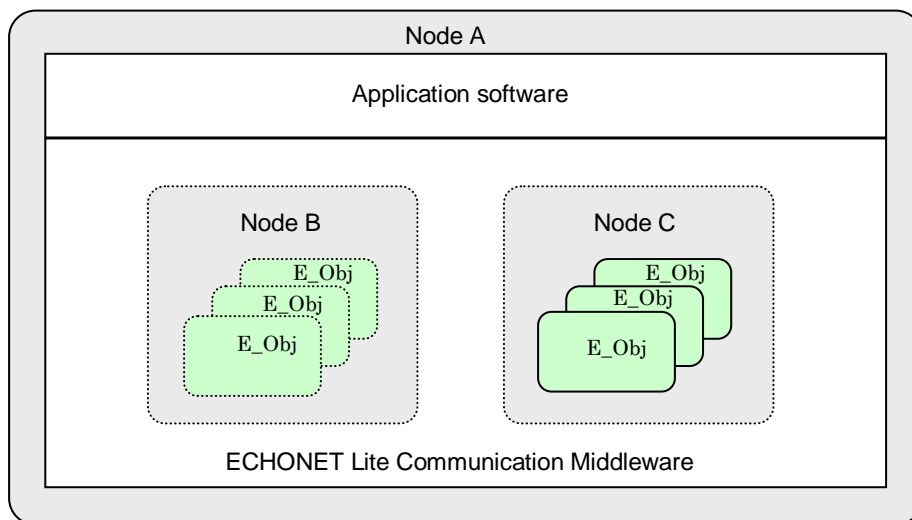 Node A
Application software
Node B
E_Obj
E_Obj
E_Obj
Node C
E_Obj
E_Obj
E_Obj
ECHONET Lite Communication Middleware